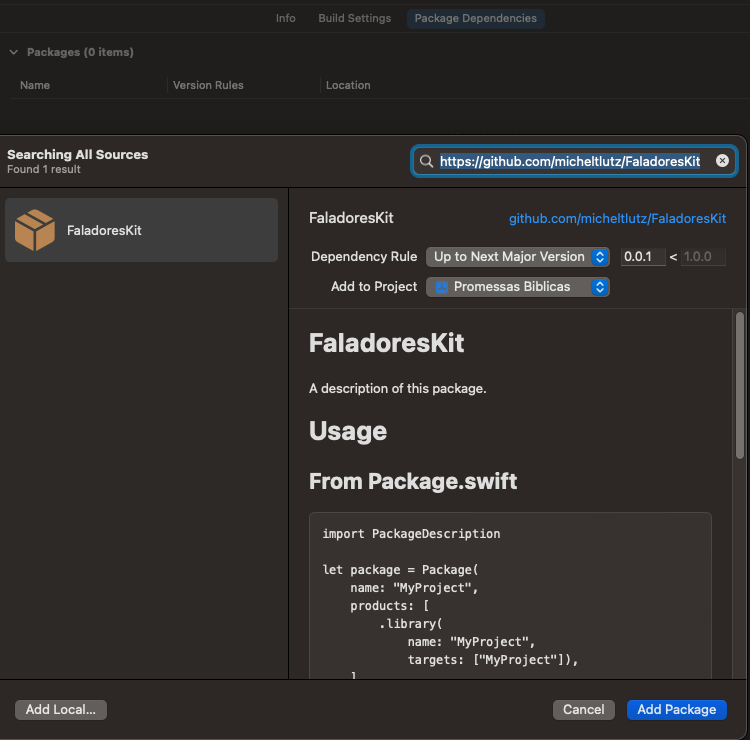 Info Build Settings Package Dependencies
Packages (0 items)
Name Version Rules Location
Searching All Sources
Found 1 result
https://github.com/micheltlutz/FaladoresKit
FaladoresKit
FaladoresKit github.com/micheltlutz/FaladoresKit
Dependency Rule Up to Next Major Version 0.0.1 < 1.0.0
Add to Project Promessas Biblicas
FaladoresKit
A description of this package.
Usage
From Package.swift
import PackageDescription
let package = Package(
name: "MyProject",
products: [
.library(
name: "MyProject",
targets: ["MyProject"]),
]
Add Local... Cancel Add Package